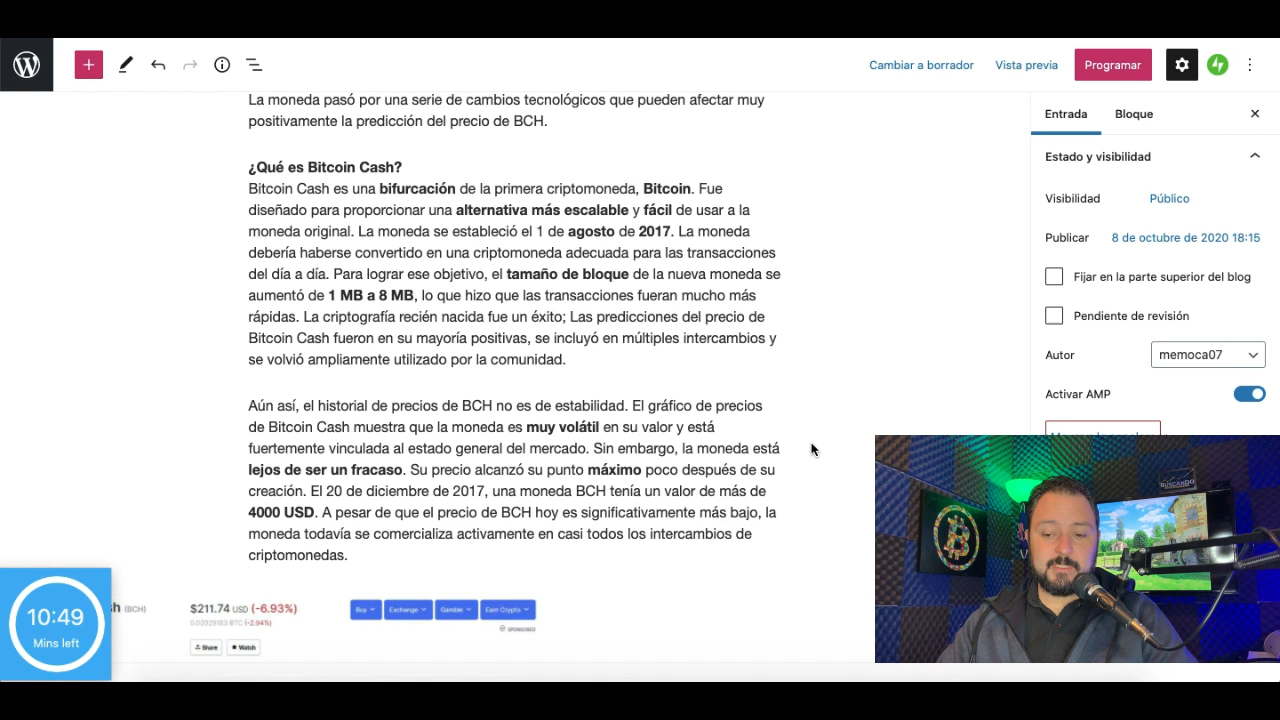 Cambiar a borrador Vista previa Programar
La moneda pasó por una serie de cambios tecnológicos que pueden afectar muy
positivamente la predicción del precio de BCH.
¿Qué es Bitcoin Cash?
Bitcoin Cash es una bifurcación de la primera criptomoneda, Bitcoin. Fue
diseñado para proporcionar una alternativa más escalable y fácil de usar a la
moneda original. La moneda se estableció el 1 de agosto de 2017. La moneda
debería haberse convertido en una criptomoneda adecuada para las transacciones
del día a día. Para lograr ese objetivo, el tamaño de bloque de la nueva moneda se
aumentó de 1 MB a 8 MB, lo que hizo que las transacciones fueran mucho más
rápidas. La criptografía recién nacida fue un éxito; Las predicciones del precio de
Bitcoin Cash fueron en su mayoría positivas, se incluyó en múltiples intercambios y
se volvió ampliamente utilizado por la comunidad.
Aún así, el historial de precios de BCH no es de estabilidad. El gráfico de precios
de Bitcoin Cash muestra que la moneda es muy volátil en su valor y está
fuertemente vinculada al estado general del mercado. Sin embargo, la moneda está
lejos de ser un fracaso. Su precio alcanzó su punto máximo poco después de su
creación. El 20 de diciembre de 2017, una moneda BCH tenía un valor de más de
4000 USD. A pesar de que el precio de BCH hoy es significativamente más bajo, la
moneda todavía se comercializa activamente en casi todos los intercambios de
criptomonedas.
(BCH) $211.74 USD (-6.93%) Buy Exchange Gamble Earn Crypto
SPONSORED
Share Watch
10:49
Mins left
Entrada Bloque
Estado y visibilidad
Visibilidad Público
Publicar 8 de octubre de 2020 18:15
Fijar en la parte superior del blog
Pendiente de revisión
Autor memoca07
Activar AMP
BUSCANDO